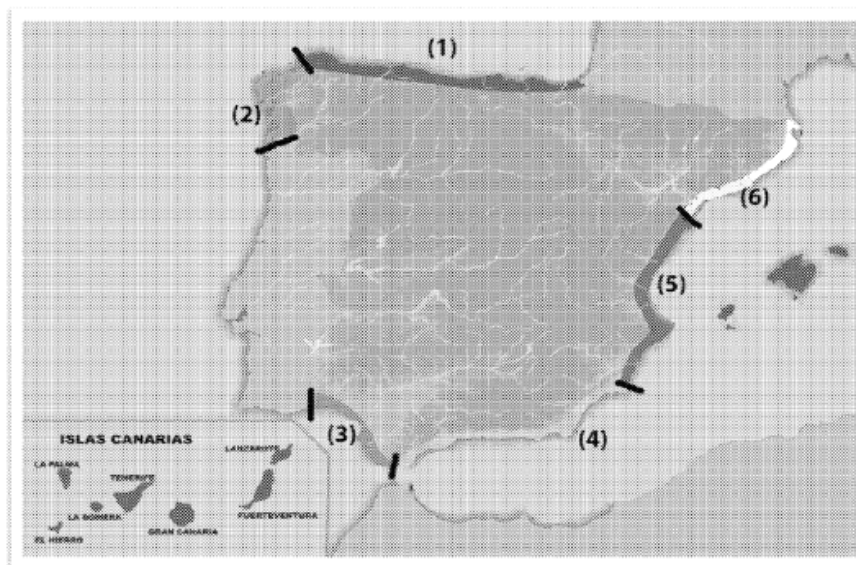 (1)
(2)
(6)
(5)
(3)
(4)
ISLAS CANARIAS
LANZAROTE
LA PALMA
TENERIFE
FUERTEVENTURA
LA GOMERA
GRAN CANARIA
EL HIERRO